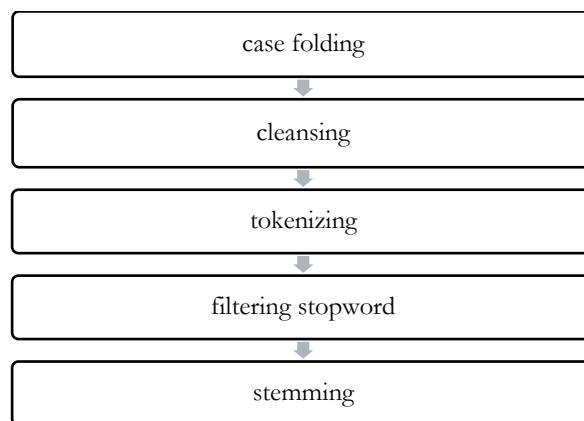 case folding
cleansing
tokenizing
filtering stopword
stemming